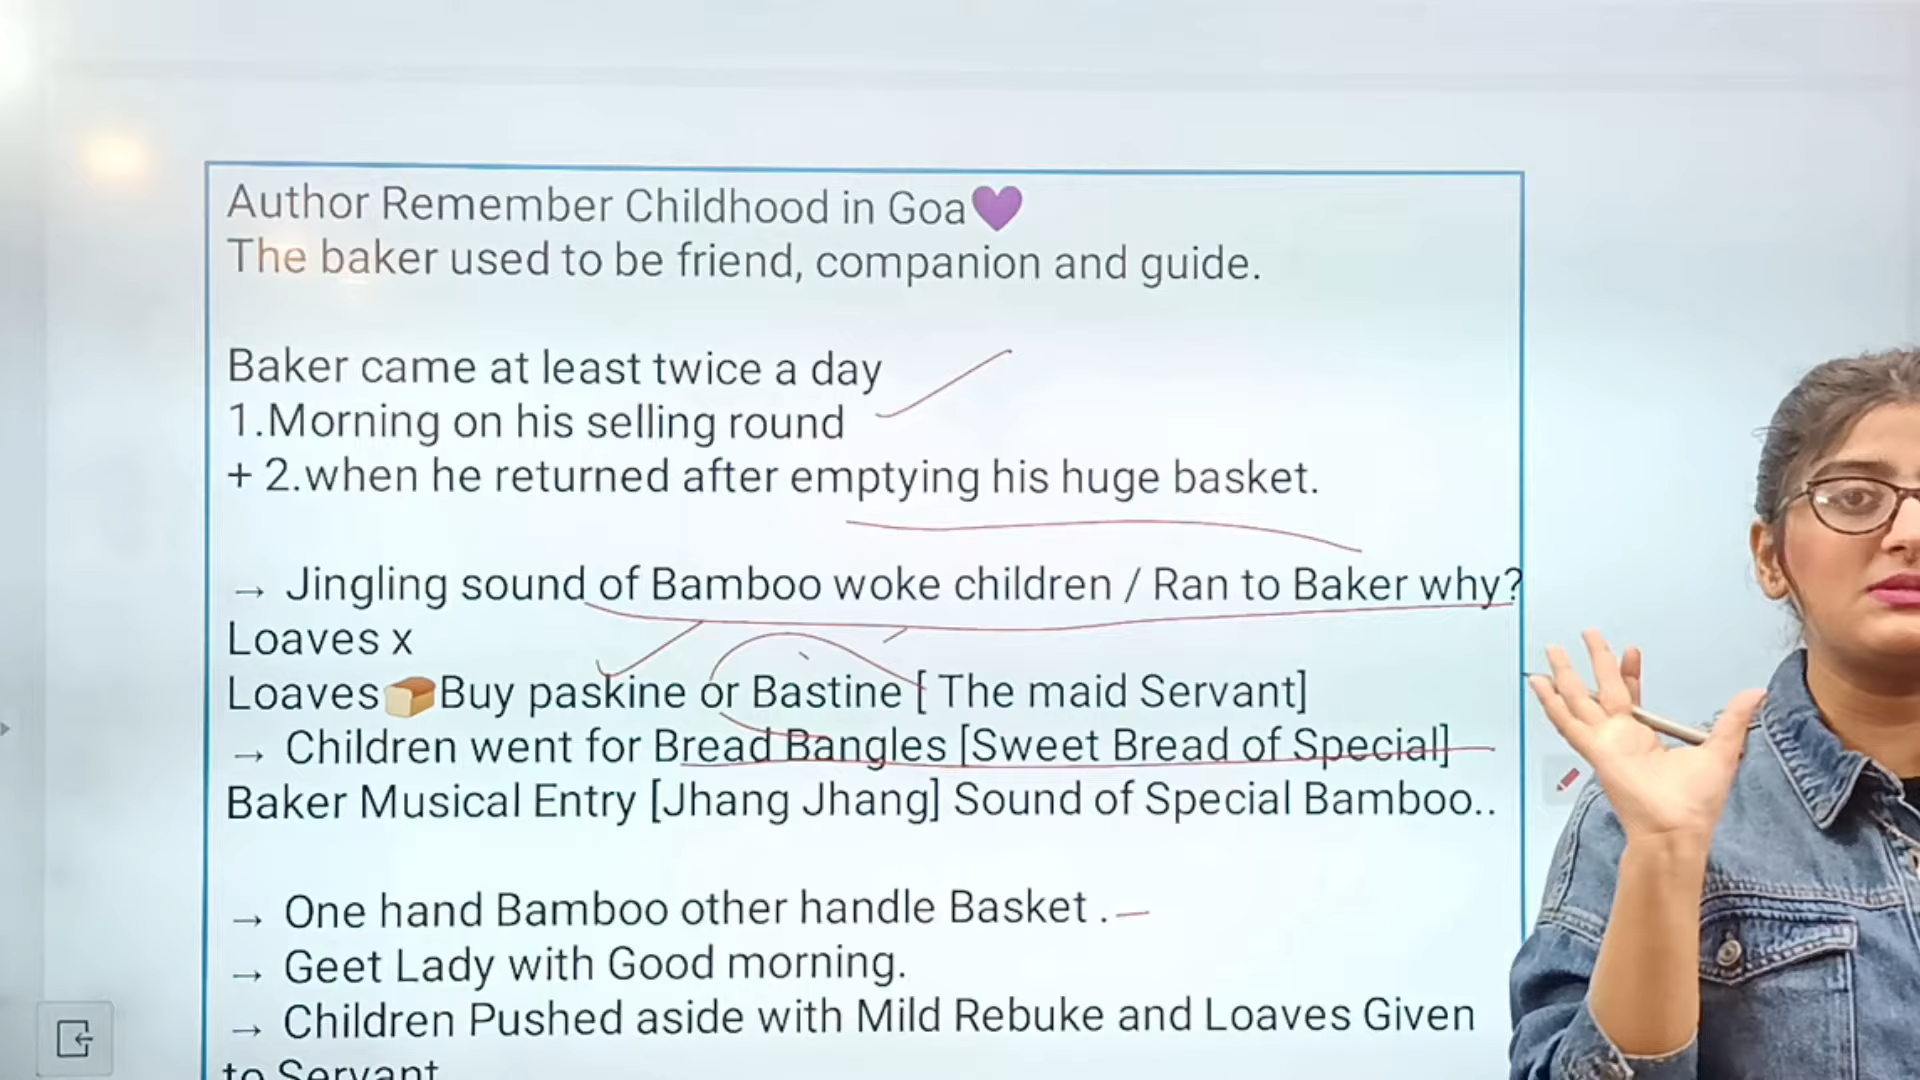 Author Remember Childhood in Goa💜
The baker used to be friend, companion and guide.
Baker came at least twice a day
1.Morning on his selling round
+ 2.when he returned after emptying his huge basket.
→ Jingling sound of Bamboo woke children / Ran to Baker why?
Loaves x
Loaves🍞Buy paskine or Bastine [ The maid Servant]
→ Children went for Bread Bangles [Sweet Bread of Special]
Baker Musical Entry [Jhang Jhang] Sound of Special Bamboo..
→ One hand Bamboo other handle Basket .
→ Geet Lady with Good morning.
→ Children Pushed aside with Mild Rebuke and Loaves Given
to Servant